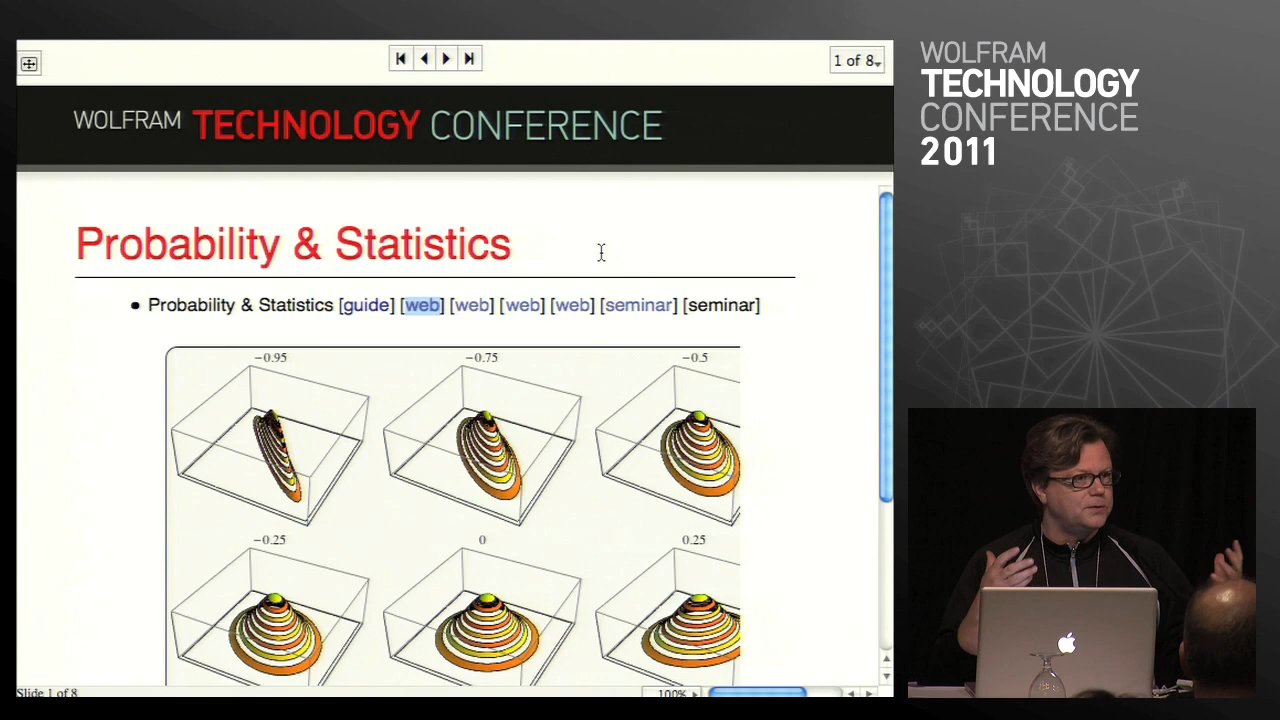 1 of 8
WOLFRAM TECHNOLOGY CONFERENCE
Probability & Statistics
● Probability & Statistics [guide] [web] [web] [web] [web] [seminar] [seminar]
−0.95 −0.75 −0.5
−0.25 0 0.25
Slide 1 of 8
100%
WOLFRAM
TECHNOLOGY
CONFERENCE
2011